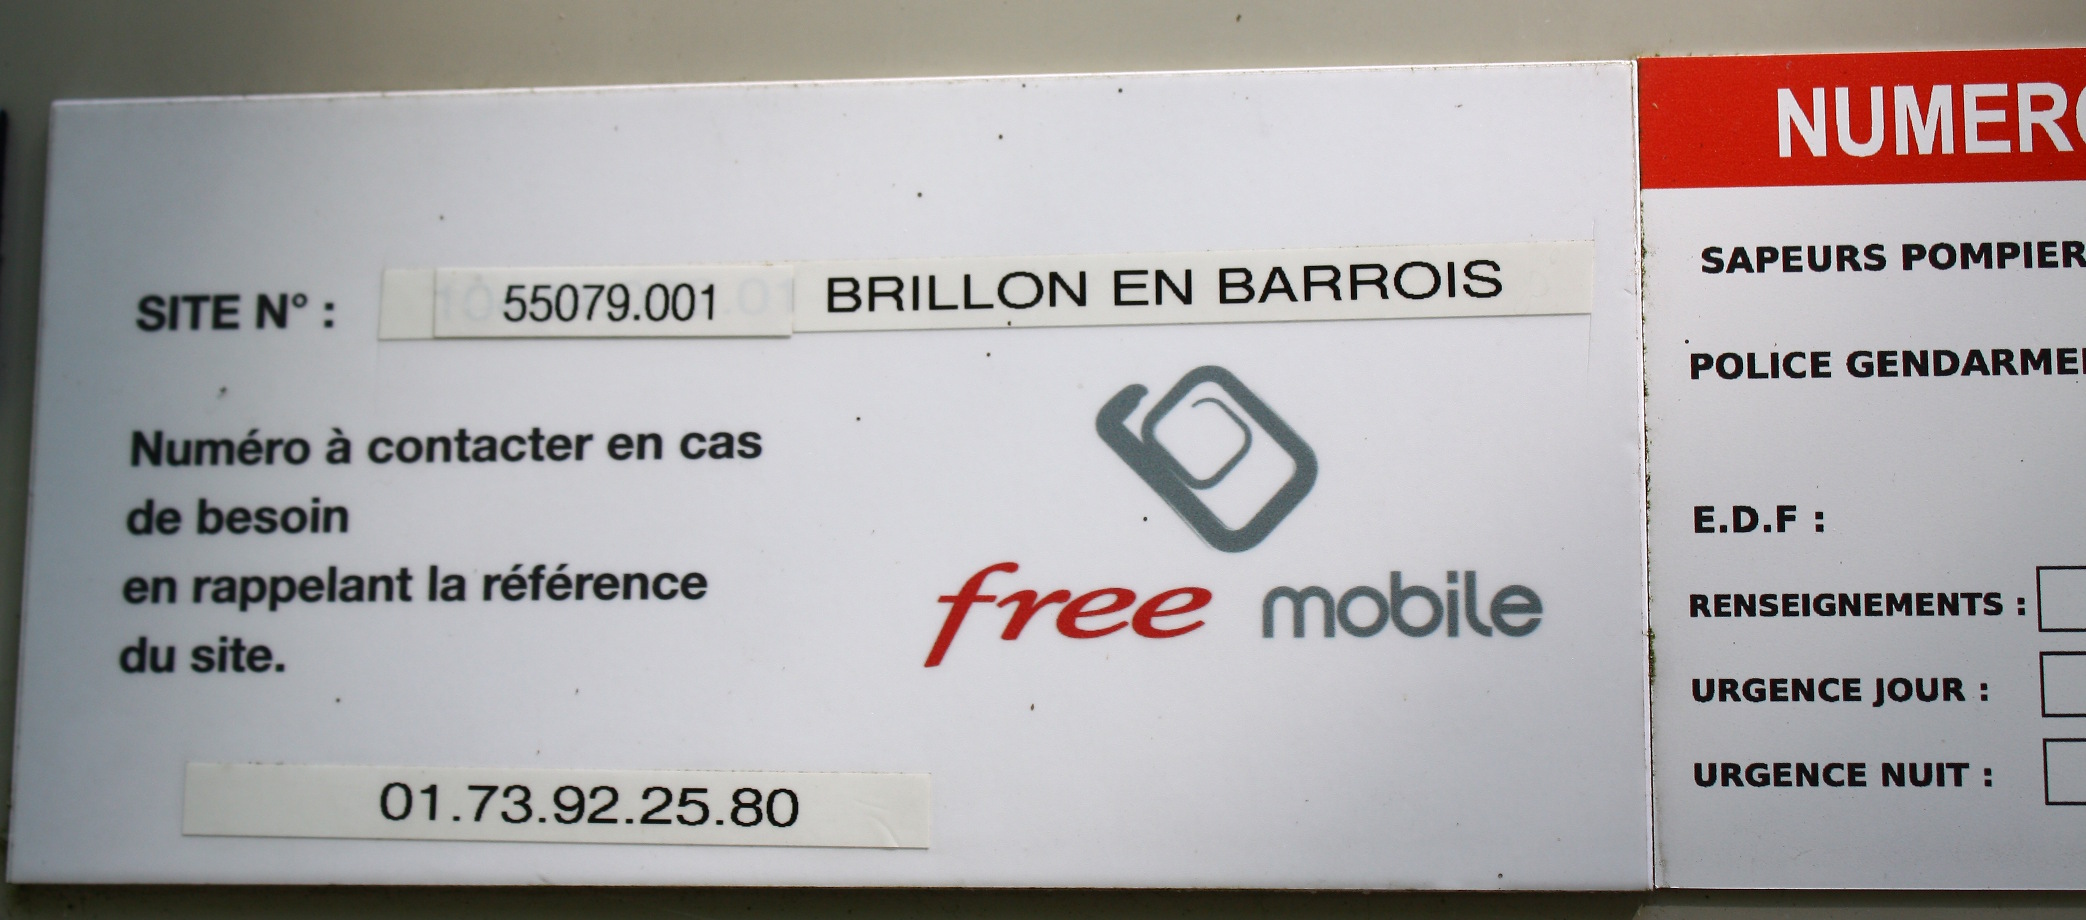 SITE N° : 55079.001 BRILLON EN BARROIS
Numéro à contacter en cas
de besoin
en rappelant la référence
du site.
free mobile
01.73.92.25.80
NUMERO
SAPEURS POMPIER
POLICE GENDARME
E.D.F :
RENSEIGNEMENTS :
URGENCE JOUR :
URGENCE NUIT :